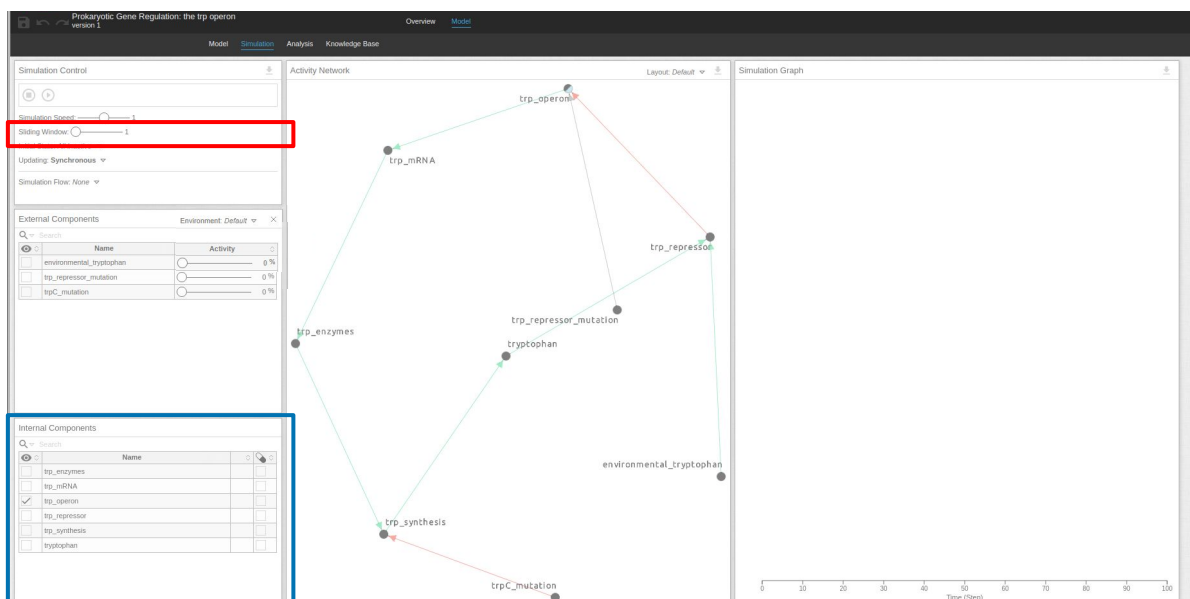 Prokaryotic Gene Regulation: the trp operon
version 1
Overview Model
Model Simulation Analysis Knowledge Base
Simulation Control
Simulation Speed: 1
Sliding Window: 1
Updating: Synchronous
Simulation Flow: None
External Components Environment: Default
Search
Name Activity
environmental_tryptophan 0 %
trp_repressor_mutation 0 %
trpC_mutation 0 %
Internal Components
Search
Name
trp_enzymes
trp_mRNA
trp_operon
trp_repressor
trp_synthesis
tryptophan
Activity Network Layout: Default
trp_operon
trp_mRNA
trp_repressor
trp_repressor_mutation
trp_enzymes
tryptophan
environmental_tryptophan
trp_synthesis
trpC_mutation
Simulation Graph
0 10 20 30 40 50 60 70 80 90 100
Time (Step)